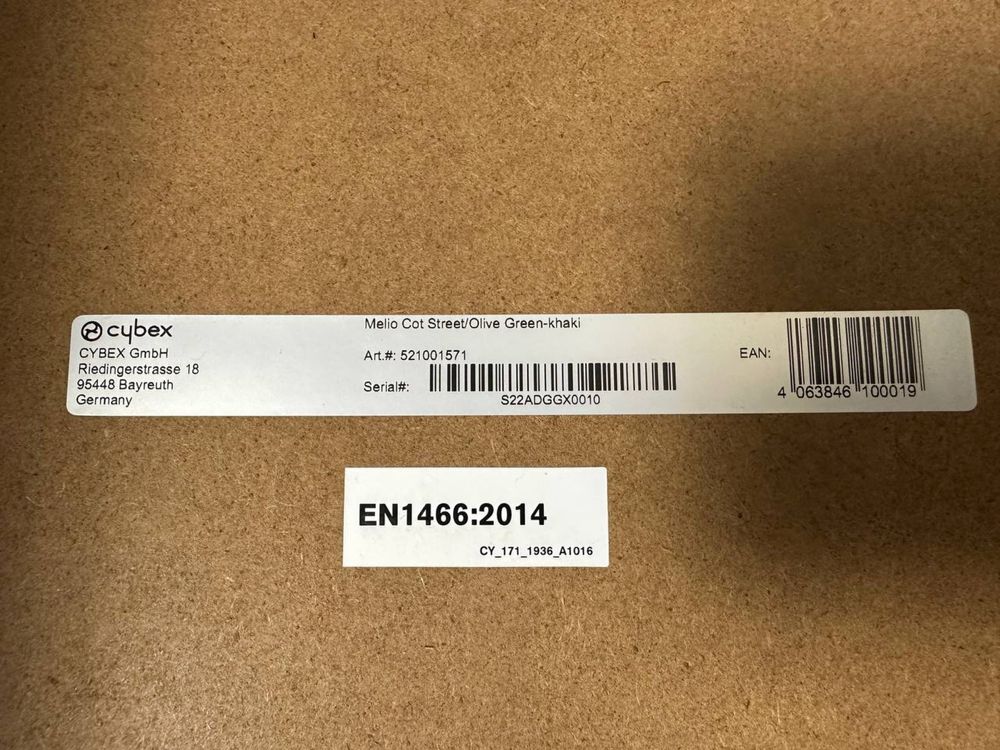 cybex
CYBEX GmbH
Riedingerstrasse 18
95448 Bayreuth
Germany
Melio Cot Street/Olive Green-khaki
Art.#: 521001571
Serial#:
S22ADGGX0010
EAN:
4 063846 100019
EN1466:2014
CY_171_1936_A1016